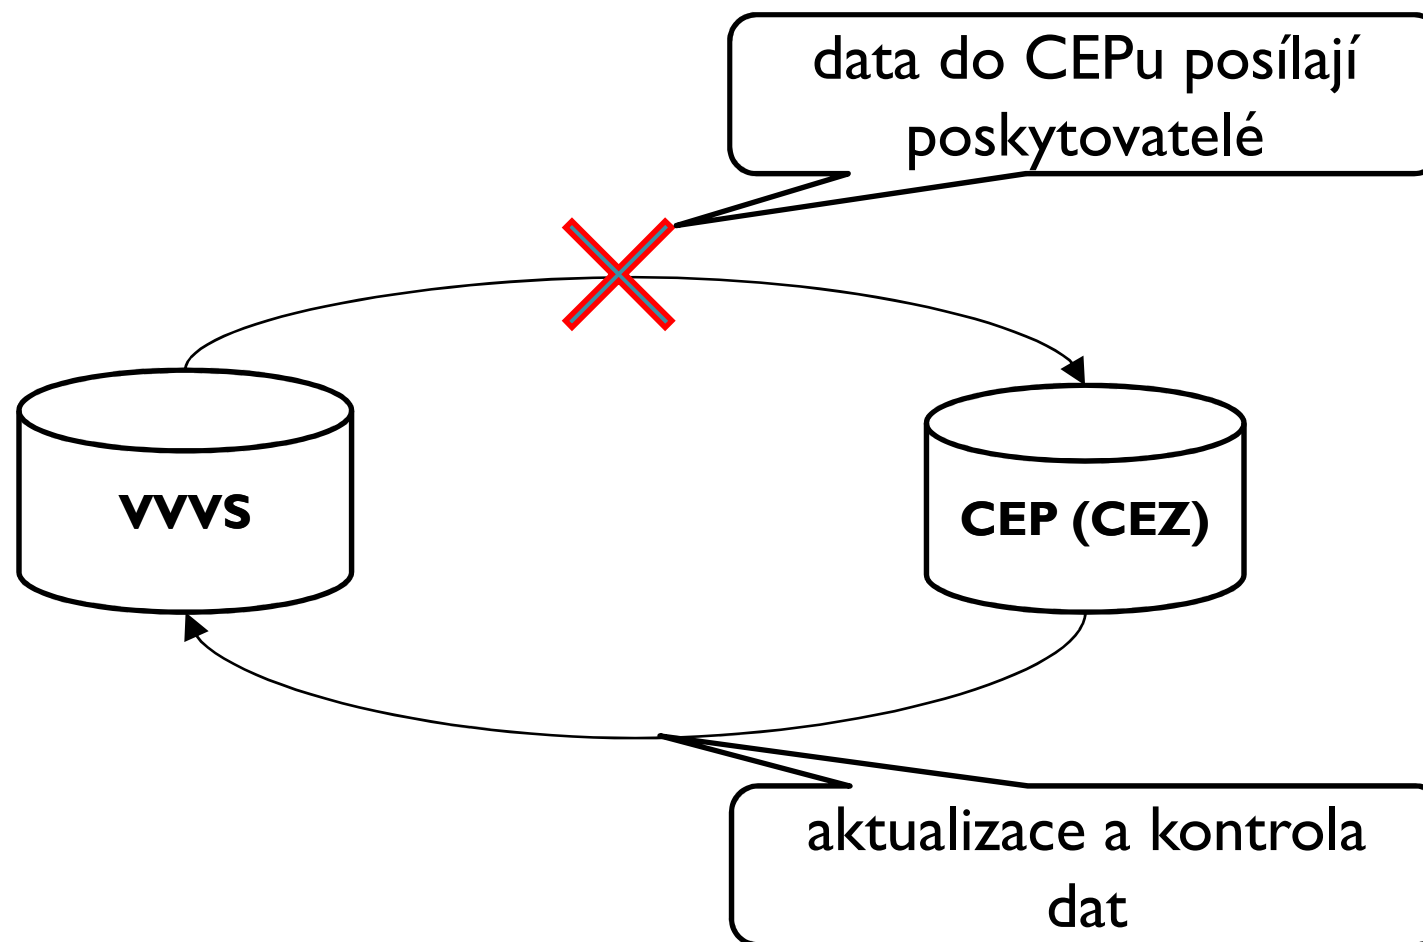 data do CEPu posílají
poskytovatelé
VVVS
CEP (CEZ)
aktualizace a kontrola
dat